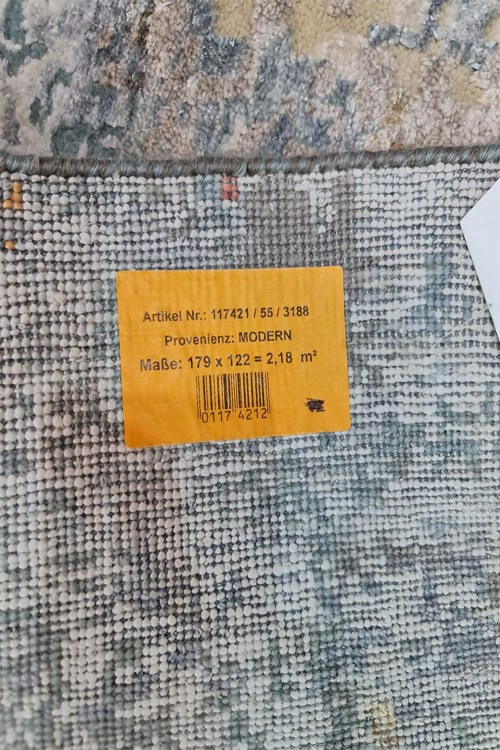 Artikel Nr.: 117421 / 55 / 3188
Provenienz: MODERN
Maße: 179 x 122 = 2,18 m²
0117 4212